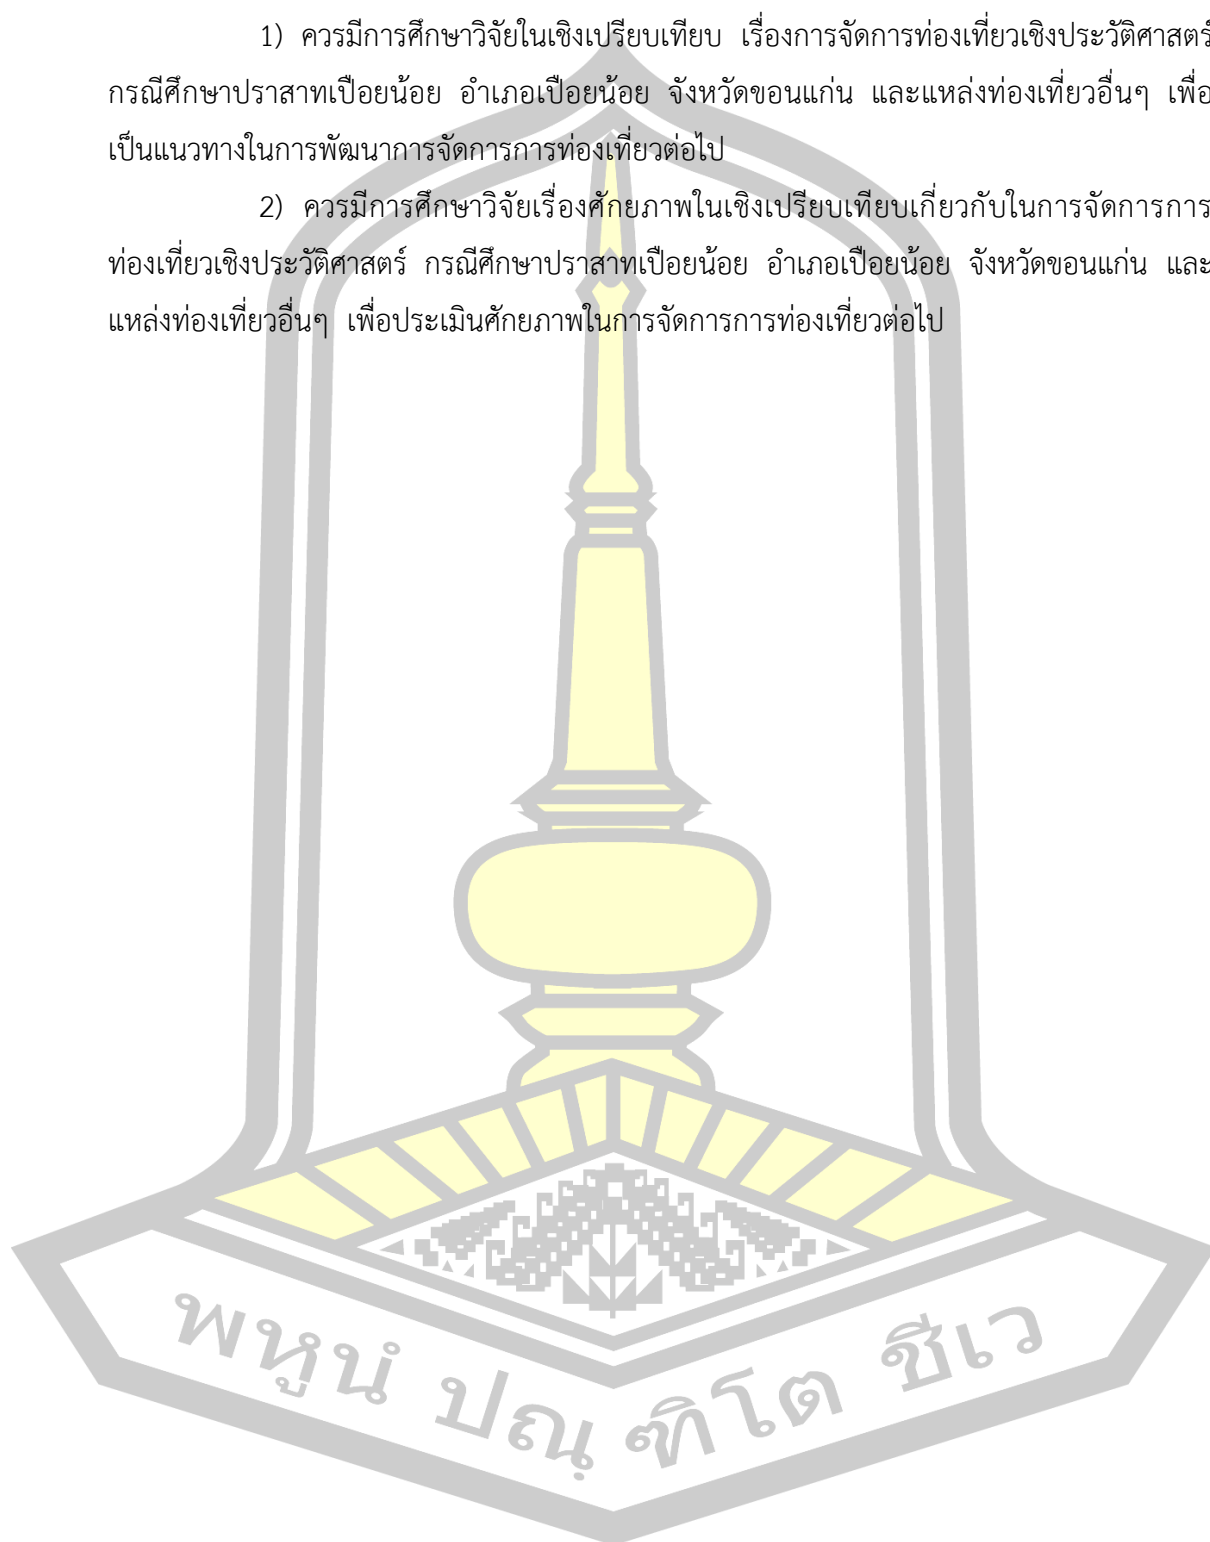 1) ควรมีการศึกษาวิจัยในเชิงเปรียบเทียบ เรื่องการจัดการท่องเที่ยวเชิงประวัติศาสตร์
กรณีศึกษาปราสาทเปือยน้อย อำเภอเปือยน้อย จังหวัดขอนแก่น และแหล่งท่องเที่ยวอื่นๆ เพื่อ
เป็นแนวทางในการพัฒนาการจัดการการท่องเที่ยวต่อไป
2) ควรมีการศึกษาวิจัยเรื่องศักยภาพในเชิงเปรียบเทียบเกี่ยวกับในการจัดการการ
ท่องเที่ยวเชิงประวัติศาสตร์ กรณีศึกษาปราสาทเปือยน้อย อำเภอเปือยน้อย จังหวัดขอนแก่น และ
แหล่งท่องเที่ยวอื่นๆ เพื่อประเมินศักยภาพในการจัดการการท่องเที่ยวต่อไป
พหูนํ ปณฺฑิโต ชีเว